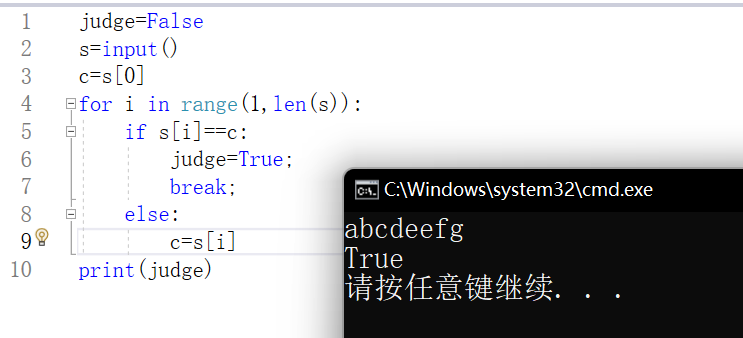 1 judge=False
2 s=input()
3 c=s[0]
4 for i in range(1,len(s)):
5 if s[i]==c:
6 judge=True;
7 break;
8 else:
9 c=s[i]
10 print(judge)
C:\Windows\system32\cmd.exe
abcdeefg
True
请按任意键继续. . .